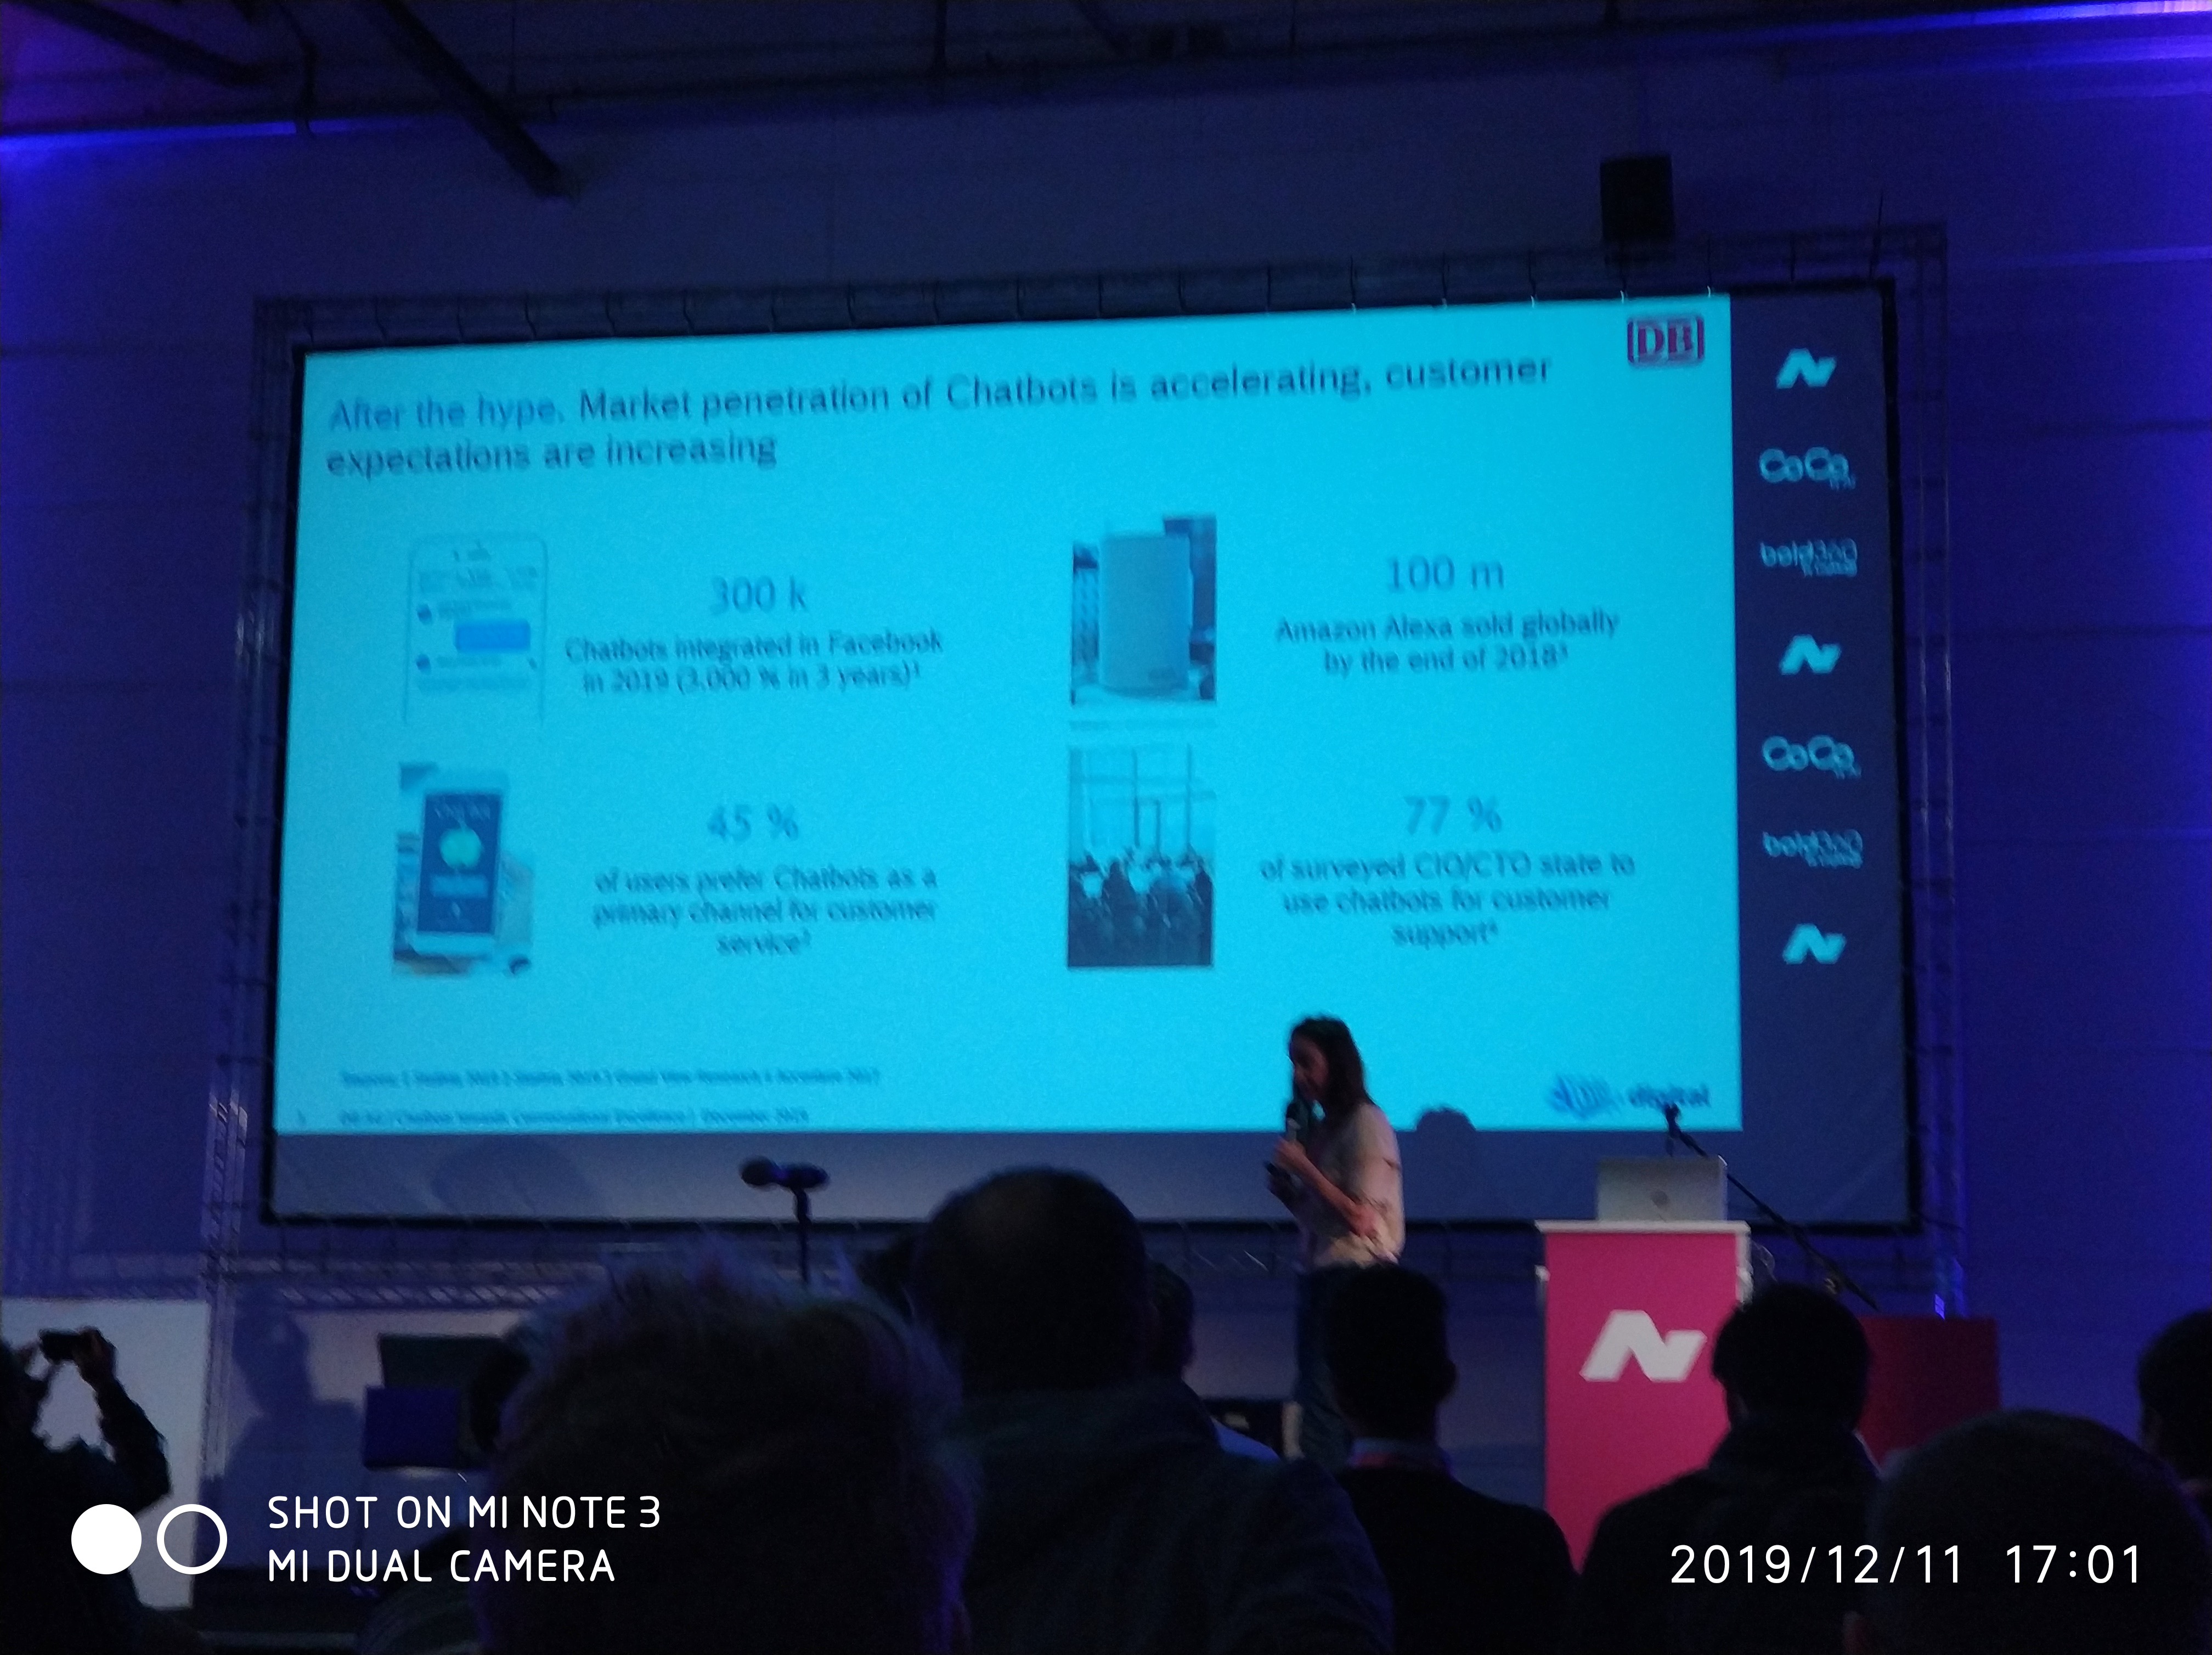 DB
After the hype. Market penetration of Chatbots is accelerating, customer
expectations are increasing
300 k
Chatbots integrated in Facebook
in 2019 (3.000 % in 3 years)¹
100 m
Amazon Alexa sold globally
by the end of 2018³
45 %
of users prefer Chatbots as a
primary channel for customer
service²
77 %
of surveyed CIO/CTO state to
use chatbots for customer
support⁴
digital
CoCo
bold360
CoCo
bold360
SHOT ON MI NOTE 3
MI DUAL CAMERA
2019/12/11 17:01